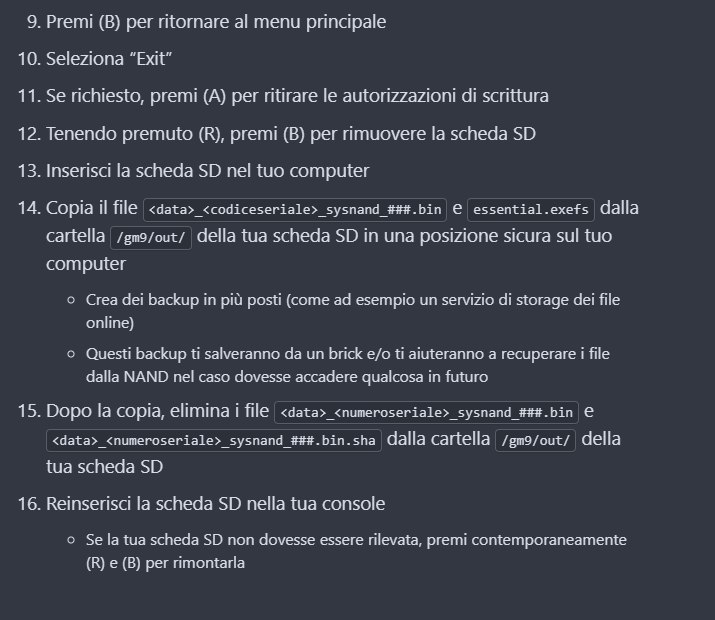 9. Premi (B) per ritornare al menu principale
10. Seleziona “Exit”
11. Se richiesto, premi (A) per ritirare le autorizzazioni di scrittura
12. Tenendo premuto (R), premi (B) per rimuovere la scheda SD
13. Inserisci la scheda SD nel tuo computer
14. Copia il file <data>_<codiceseriale>_sysnand_###.bin e essential.exefs dalla
cartella /gm9/out/ della tua scheda SD in una posizione sicura sul tuo
computer
Crea dei backup in più posti (come ad esempio un servizio di storage dei file
online)
Questi backup ti salveranno da un brick e/o ti aiuteranno a recuperare i file
dalla NAND nel caso dovesse accadere qualcosa in futuro
15. Dopo la copia, elimina i file <data>_<numeroseriale>_sysnand_###.bin e
<data>_<numeroseriale>_sysnand_###.bin.sha dalla cartella /gm9/out/ della
tua scheda SD
16. Reinserisci la scheda SD nella tua console
Se la tua scheda SD non dovesse essere rilevata, premi contemporaneamente
(R) e (B) per rimontarla